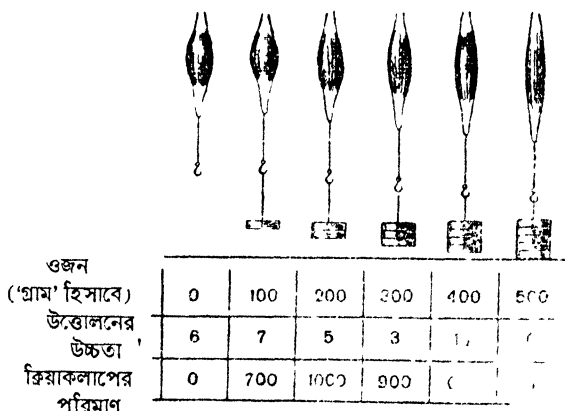 ওজন
('গ্রাম' হিসাবে) 0 100 200 300 400 500
উত্তোলনের
উচ্চতা 6 7 5 3
ক্রিয়াকলাপের
পরিমাণ 0 700 1000 900